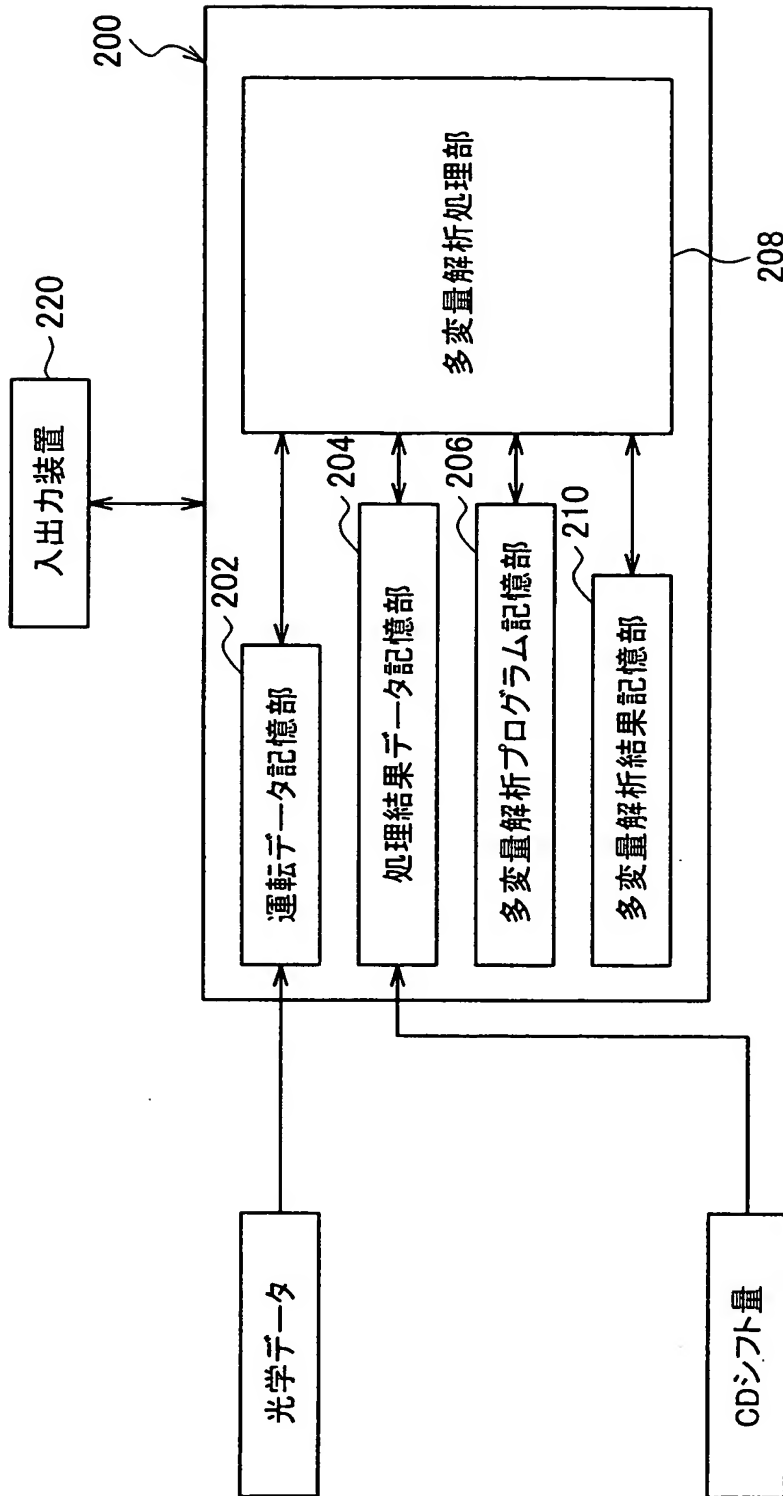 入出力装置
220
200
光学データ
202
運転データ記憶部
204
処理結果データ記憶部
206
多変量解析プログラム記憶部
210
多変量解析結果記憶部
多変量解析処理部
208
CDシフト量